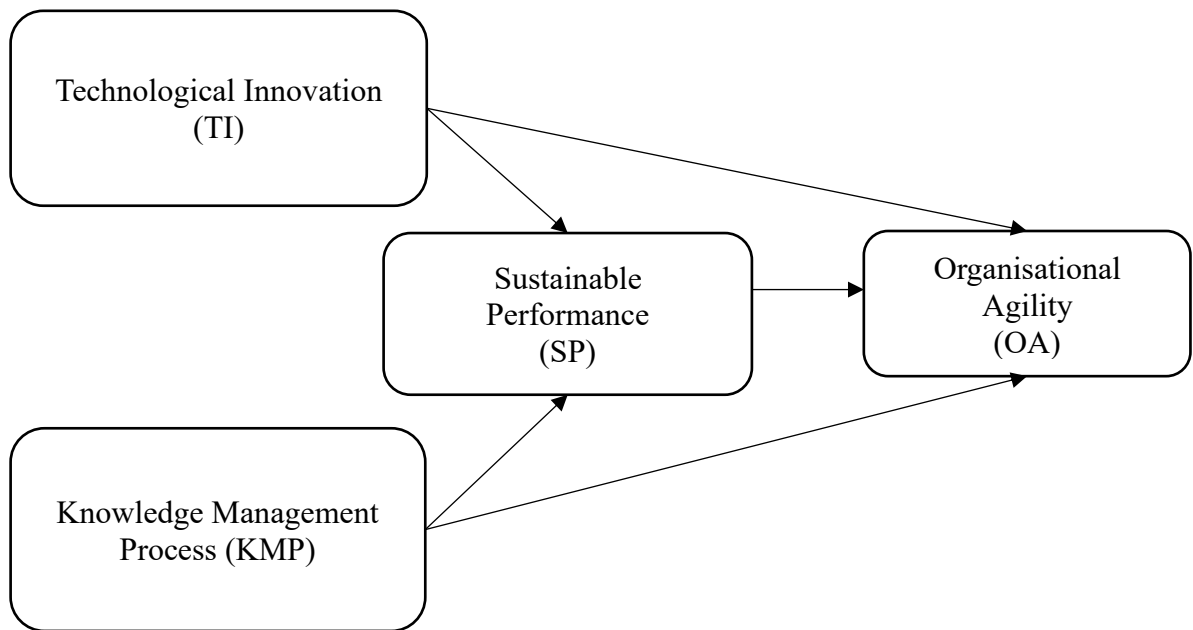 Technological Innovation
(TI)
Sustainable
Performance
(SP)
Organisational
Agility
(OA)
Knowledge Management
Process (KMP)